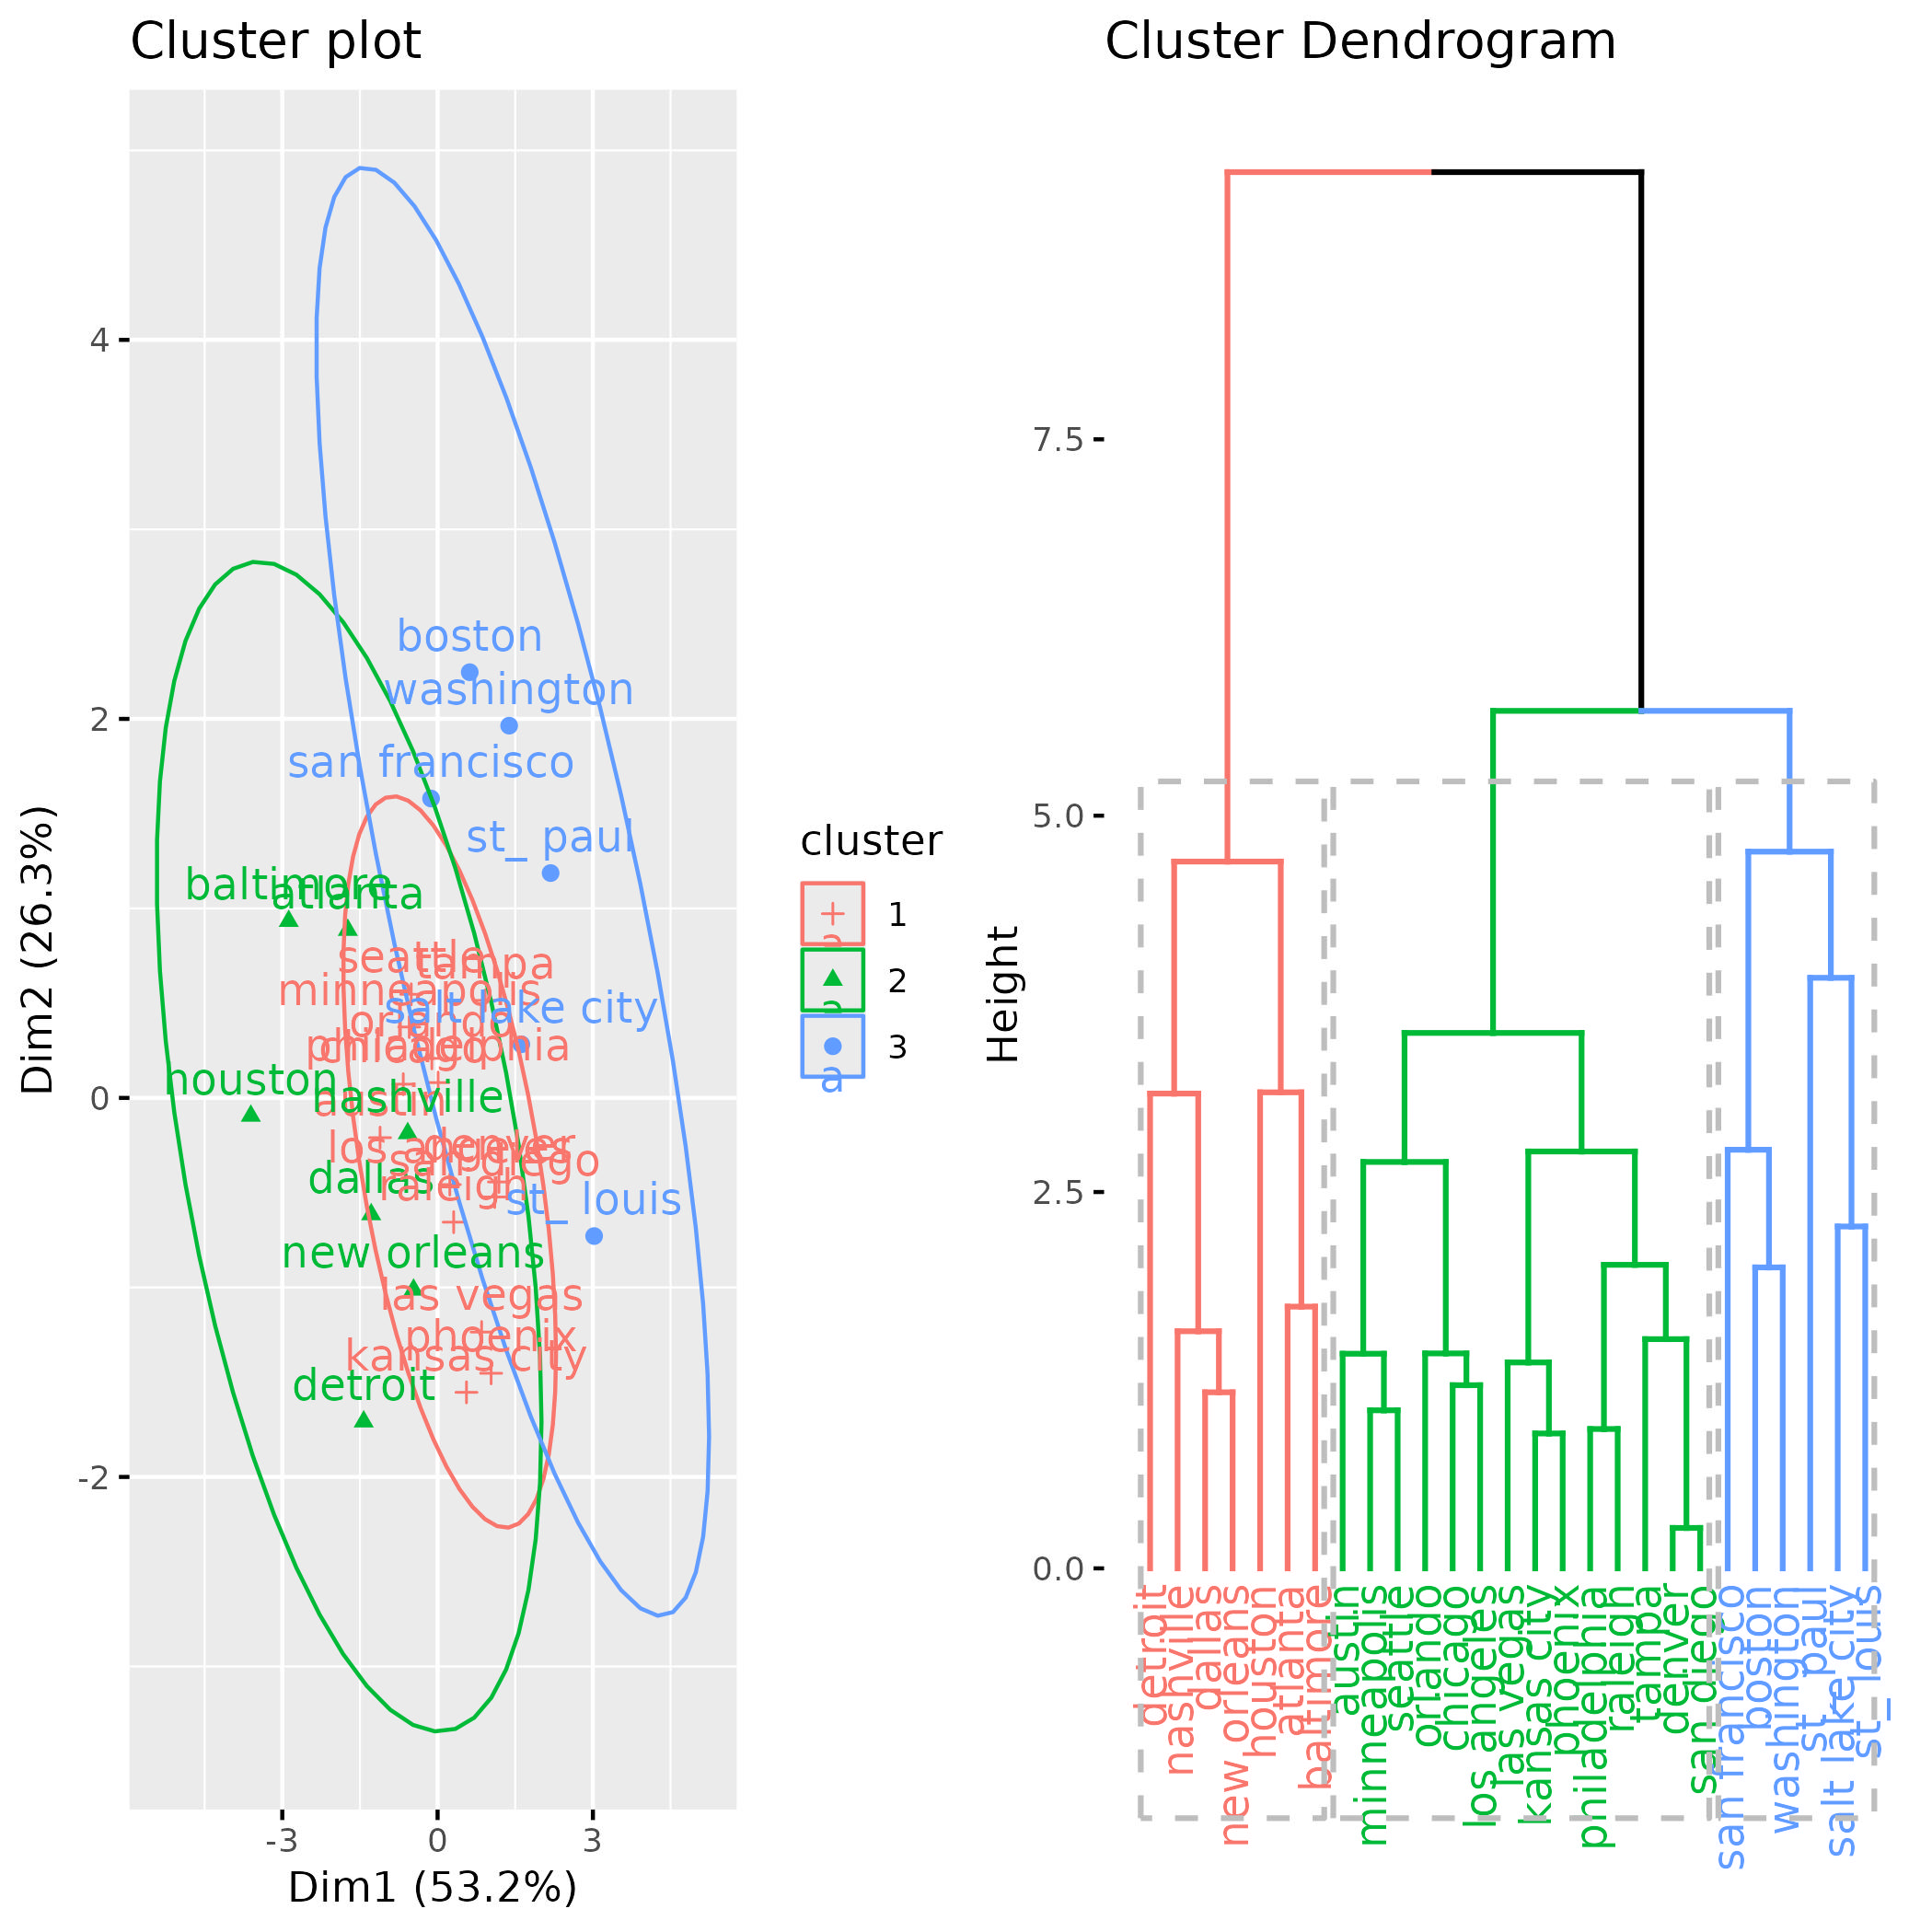 Cluster plot
4
2
0
-2
-3
0
3
Dim2 (26.3%)
Dim1 (53.2%)
boston
washington
san francisco
st_ paul
baltimore
atlanta
seattle
tampa
minneapolis
salt lake city
orlando
philadelphia
chicago
houston
nashville
austin
los angeles
denver
san diego
dallas
raleigh
st_ louis
new orleans
las vegas
phoenix
kansas city
detroit
cluster
a
1
a
2
a
3
Cluster Dendrogram
7.5
5.0
2.5
0.0
Height
detroit
nashville
dallas
new orleans
houston
atlanta
baltimore
austin
minneapolis
seattle
orlando
chicago
los angeles
las vegas
kansas city
phoenix
philadelphia
raleigh
tampa
denver
san diego
san francisco
boston
washington
st_ paul
salt lake city
st_ louis